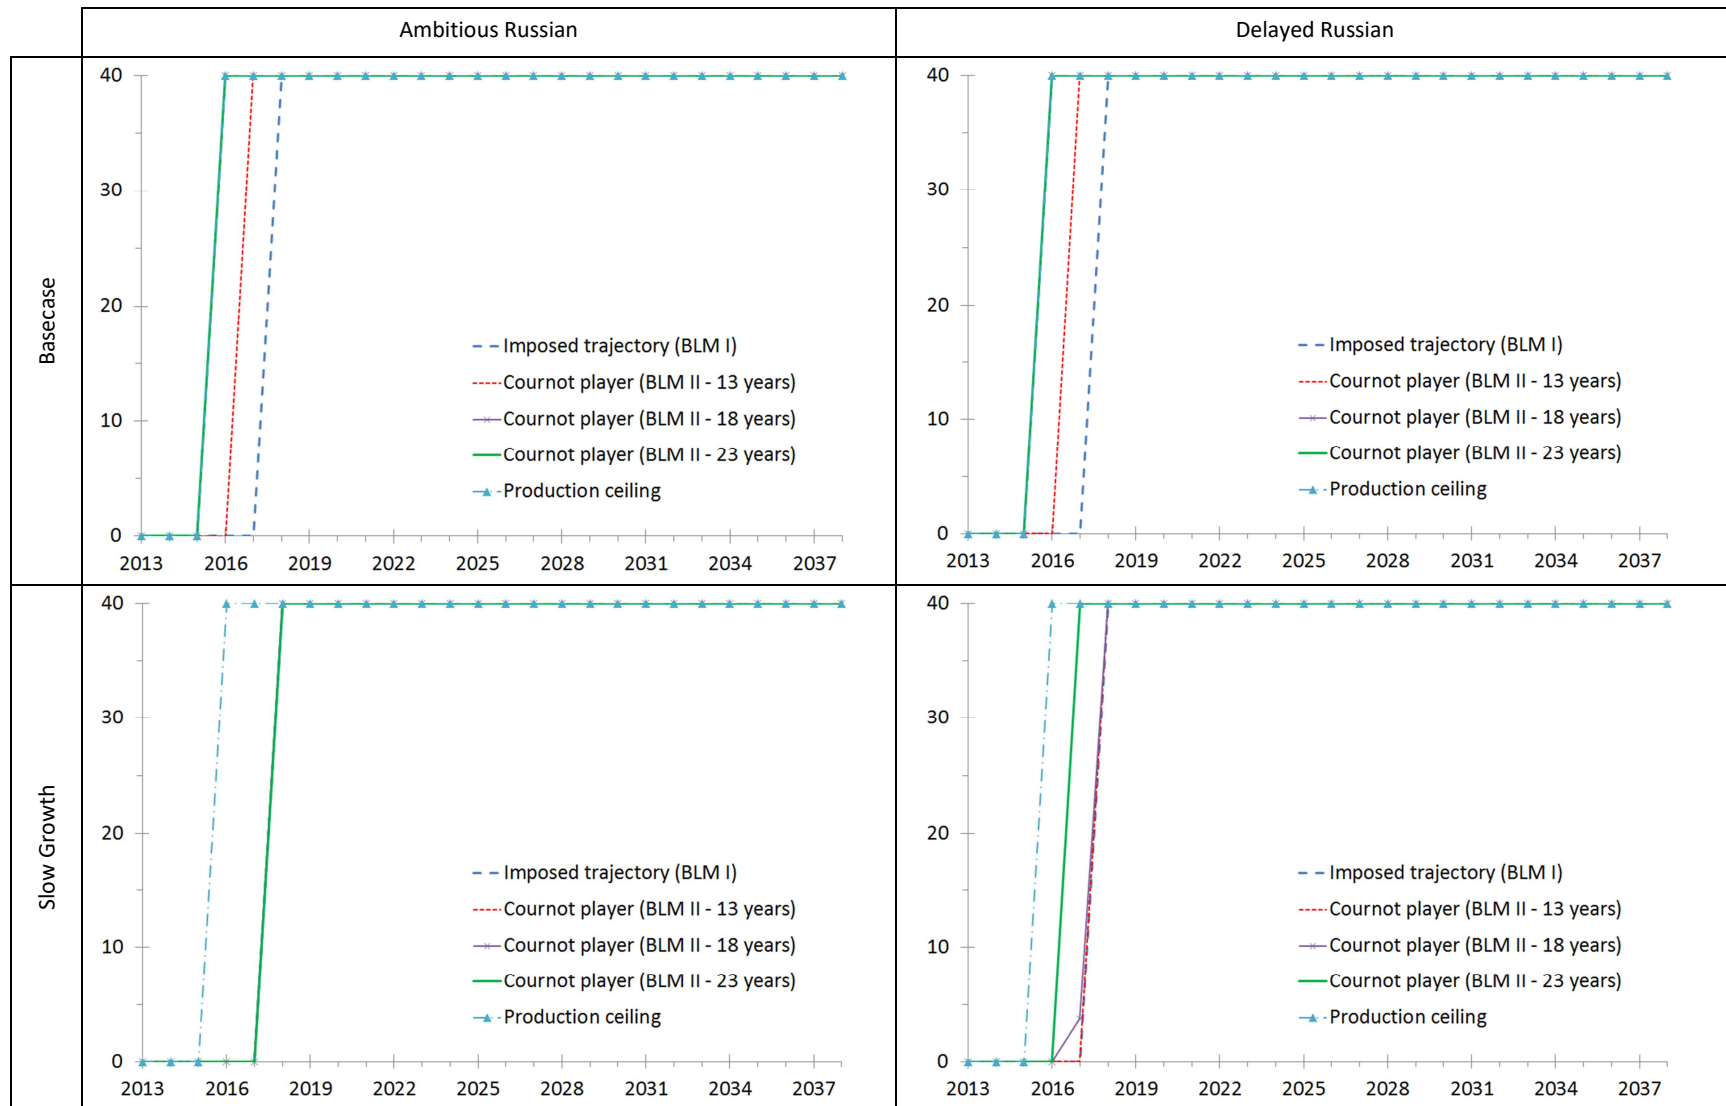 Ambitious Russian
Delayed Russian
Basecase
40
30
20
10
0
2013 2016 2019 2022 2025 2028 2031 2034 2037
Imposed trajectory (BLM I)
Cournot player (BLM II - 13 years)
Cournot player (BLM II - 18 years)
Cournot player (BLM II - 23 years)
Production ceiling
40
30
20
10
0
2013 2016 2019 2022 2025 2028 2031 2034 2037
Imposed trajectory (BLM I)
Cournot player (BLM II - 13 years)
Cournot player (BLM II - 18 years)
Cournot player (BLM II - 23 years)
Production ceiling
Slow Growth
40
30
20
10
0
2013 2016 2019 2022 2025 2028 2031 2034 2037
Imposed trajectory (BLM I)
Cournot player (BLM II - 13 years)
Cournot player (BLM II - 18 years)
Cournot player (BLM II - 23 years)
Production ceiling
40
30
20
10
0
2013 2016 2019 2022 2025 2028 2031 2034 2037
Imposed trajectory (BLM I)
Cournot player (BLM II - 13 years)
Cournot player (BLM II - 18 years)
Cournot player (BLM II - 23 years)
Production ceiling